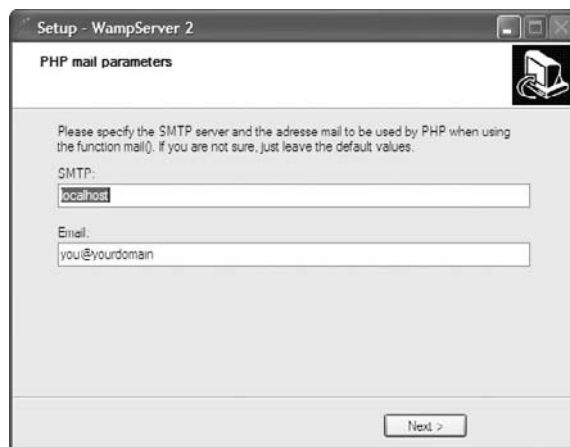 Setup - WampServer 2
PHP mail parameters
Please specify the SMTP server and the adresse mail to be used by PHP when using
the function mail(). If you are not sure, just leave the default values.
SMTP:
localhost
Email:
you@yourdomain
Next >